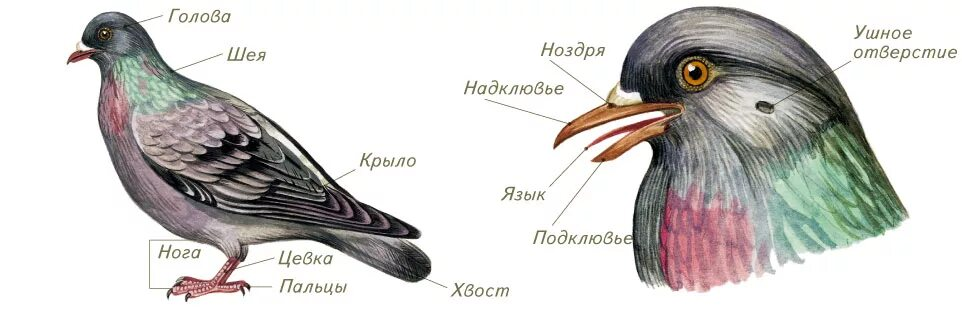 Голова
Шея
Крыло
Нога
Цевка
Пальцы
Хвост
Ноздря
Надклювье
Язык
Подклювье
Ушное
отверстие